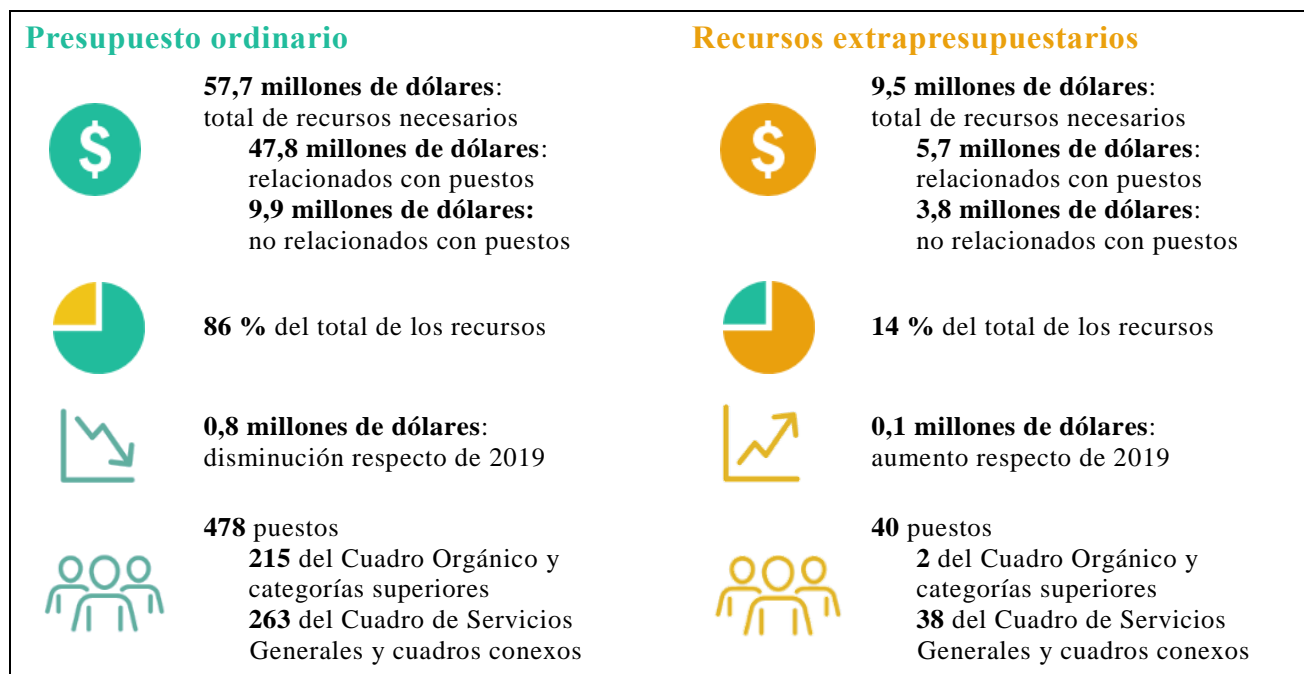 Presupuesto ordinario
57,7 millones de dólares:
total de recursos necesarios
47,8 millones de dólares:
relacionados con puestos
9,9 millones de dólares:
no relacionados con puestos
86 % del total de los recursos
0,8 millones de dólares:
disminución respecto de 2019
478 puestos
215 del Cuadro Orgánico y
categorías superiores
263 del Cuadro de Servicios
Generales y cuadros conexos
Recursos extrapresupuestarios
9,5 millones de dólares:
total de recursos necesarios
5,7 millones de dólares:
relacionados con puestos
3,8 millones de dólares:
no relacionados con puestos
14 % del total de los recursos
0,1 millones de dólares:
aumento respecto de 2019
40 puestos
2 del Cuadro Orgánico y
categorías superiores
38 del Cuadro de Servicios
Generales y cuadros conexos